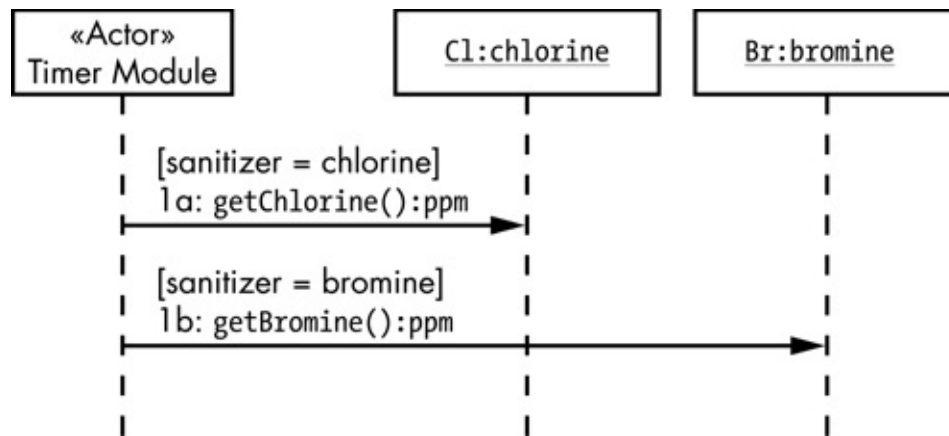 «Actor»
Timer Module
Cl:chlorine
Br:bromine
[sanitizer = chlorine]
1a: getChlorine():ppm
[sanitizer = bromine]
1b: getBromine():ppm